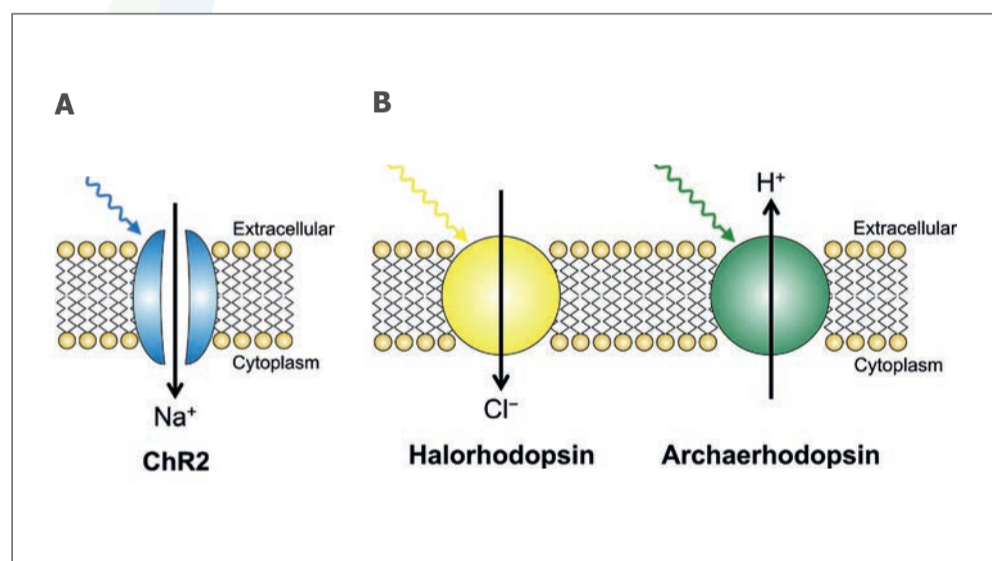 A
B
H⁺
Extracellular
Extracellular
Cytoplasm
Cytoplasm
Na⁺
Cl⁻
ChR2
Halorhodopsin
Archaerhodopsin